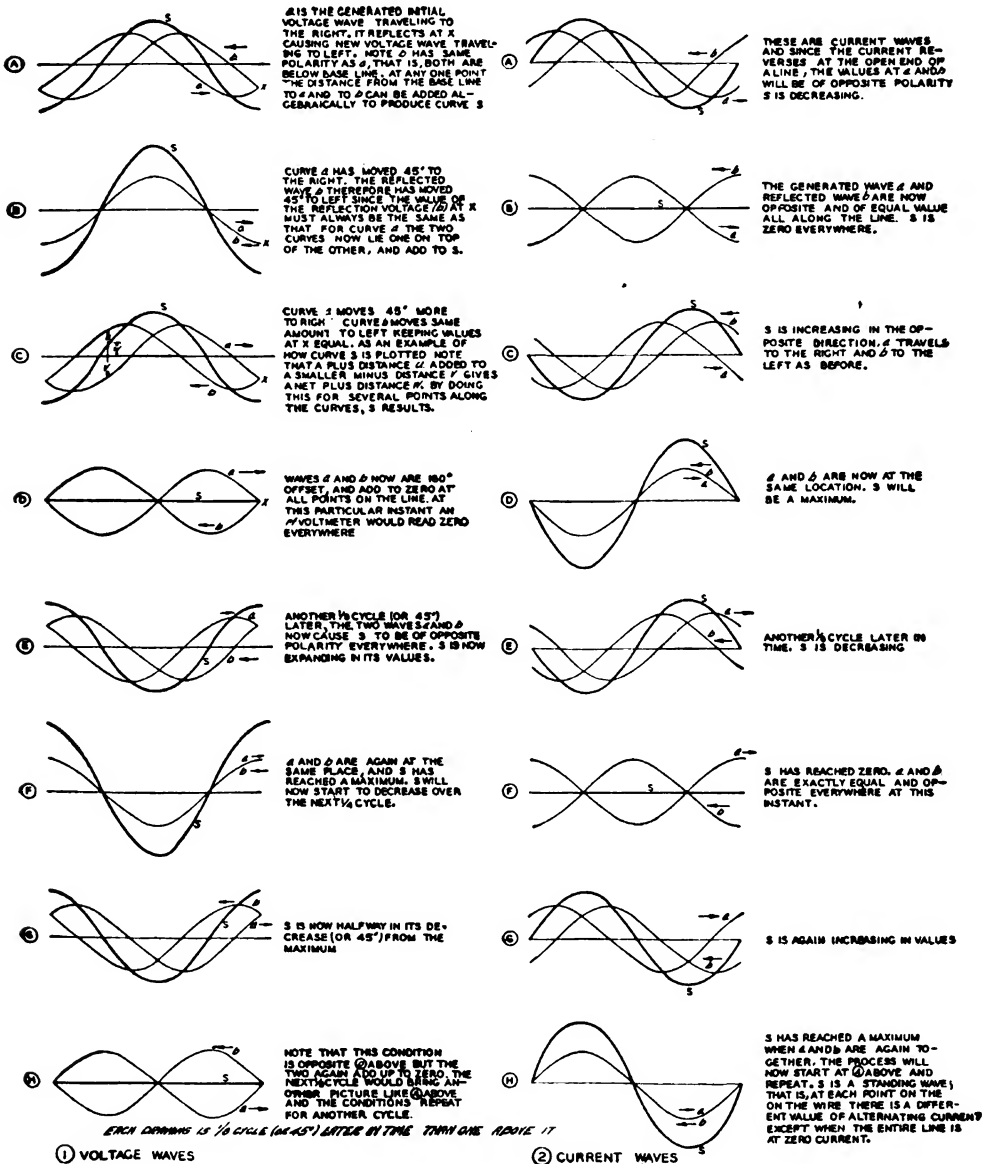 a IS THE GENERATED INITIAL
VOLTAGE WAVE TRAVELING TO
THE RIGHT. IT REFLECTS AT X
CAUSING NEW VOLTAGE WAVE TRAVEL-
ING TO LEFT. NOTE b HAS SAME
POLARITY AS a, THAT IS, BOTH ARE
BELOW BASE LINE. AT ANY ONE POINT
THE DISTANCE FROM THE BASE LINE
TO a AND TO b CAN BE ADDED AL-
GEBRAICALLY TO PRODUCE CURVE S
A
S
b
a
X
CURVE a HAS MOVED 45° TO
THE RIGHT. THE REFLECTED
WAVE b THEREFORE HAS MOVED
45° TO LEFT SINCE THE VALUE OF
THE REFLECTION VOLTAGE (b) AT X
MUST ALWAYS BE THE SAME AS
THAT FOR CURVE a THE TWO
CURVES NOW LIE ONE ON TOP
OF THE OTHER, AND ADD TO S.
B
S
a
b
X
CURVE a MOVES 45° MORE
TO RIGH CURVE b MOVES SAME
AMOUNT TO LEFT KEEPING VALUES
AT X EQUAL. AS AN EXAMPLE OF
HOW CURVE S IS PLOTTED NOTE
THAT A PLUS DISTANCE ADDED TO
A SMALLER MINUS DISTANCE GIVES
A NET PLUS DISTANCE BY DOING
THIS FOR SEVERAL POINTS ALONG
THE CURVES, S RESULTS.
C
S
a
b
X
WAVES a AND b NOW ARE 180°
OFFSET, AND ADD TO ZERO AT
ALL POINTS ON THE LINE. AT
THIS PARTICULAR INSTANT AN
VOLTMETER WOULD READ ZERO
EVERYWHERE
D
a
S
b
X
ANOTHER 1/8 CYCLE (OR 45°)
LATER, THE TWO WAVES a AND b
NOW CAUSE S TO BE OF OPPOSITE
POLARITY EVERYWHERE. S IS NOW
EXPANDING IN ITS VALUES.
E
a
S
b
a AND b ARE AGAIN AT THE
SAME PLACE, AND S HAS
REACHED A MAXIMUM. S WILL
NOW START TO DECREASE OVER
THE NEXT 1/4 CYCLE.
F
a
b
S
S IS NOW HALFWAY IN ITS DE-
CREASE (OR 45°) FROM THE
MAXIMUM
G
b
S
a
NOTE THAT THIS CONDITION
IS OPPOSITE D ABOVE BUT THE
TWO AGAIN ADD UP TO ZERO. THE
NEXT 1/8 CYCLE WOULD BRING AN-
OTHER PICTURE LIKE A ABOVE
AND THE CONDITIONS REPEAT
FOR ANOTHER CYCLE.
H
b
S
a
EACH DRAWING IS 1/8 CYCLE (OR 45°) LATER IN TIME THAN ONE ABOVE IT
① VOLTAGE WAVES
THESE ARE CURRENT WAVES
AND SINCE THE CURRENT RE-
VERSES AT THE OPEN END OF
A LINE, THE VALUES AT a AND b
WILL BE OF OPPOSITE POLARITY
S IS DECREASING.
A
b
a
S
THE GENERATED WAVE a AND
REFLECTED WAVE b ARE NOW
OPPOSITE AND OF EQUAL VALUE
ALL ALONG THE LINE. S IS
ZERO EVERYWHERE.
B
b
S
a
S IS INCREASING IN THE OP-
POSITE DIRECTION. a TRAVELS
TO THE RIGHT AND b TO THE
LEFT AS BEFORE.
C
S
b
a
a AND b ARE NOW AT THE
SAME LOCATION. S WILL
BE A MAXIMUM.
D
S
b
a
ANOTHER 1/8 CYCLE LATER IN
TIME. S IS DECREASING
E
S
a
b
S HAS REACHED ZERO. a AND b
ARE EXACTLY EQUAL AND OP-
POSITE EVERYWHERE AT THIS
INSTANT.
F
a
S
b
S IS AGAIN INCREASING IN VALUES
G
a
b
S
S HAS REACHED A MAXIMUM
WHEN a AND b ARE AGAIN TO-
GETHER. THE PROCESS WILL
NOW START AT A ABOVE AND
REPEAT. S IS A STANDING WAVE;
THAT IS, AT EACH POINT ON THE
ON THE WIRE THERE IS A DIFFER-
ENT VALUE OF ALTERNATING CURRENT
EXCEPT WHEN THE ENTIRE LINE IS
AT ZERO CURRENT.
H
a
b
S
② CURRENT WAVES